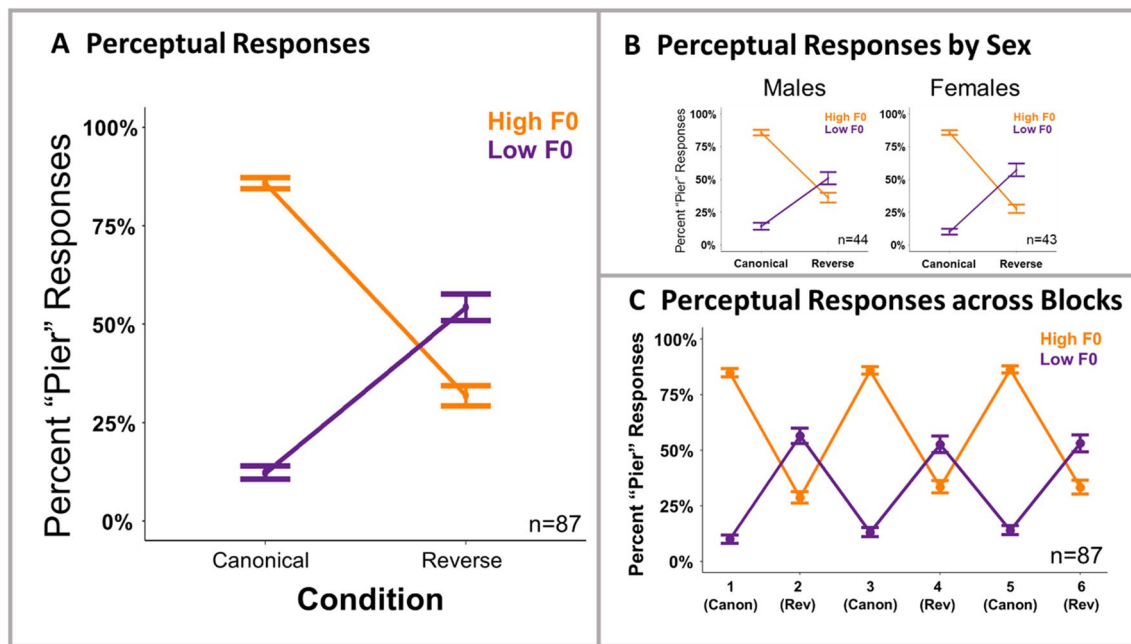 A Perceptual Responses
Percent “Pier” Responses
100%
75%
50%
25%
0%
High F0
Low F0
n=87
Canonical
Reverse
Condition
B Perceptual Responses by Sex
Males
Females
Percent “Pier” Responses
100%
75%
50%
25%
0%
High F0
Low F0
n=44
Canonical
Reverse
100%
75%
50%
25%
0%
High F0
Low F0
n=43
Canonical
Reverse
C Perceptual Responses across Blocks
Percent “Pier” Responses
100%
75%
50%
25%
0%
High F0
Low F0
n=87
1
(Canon)
2
(Rev)
3
(Canon)
4
(Rev)
5
(Canon)
6
(Rev)